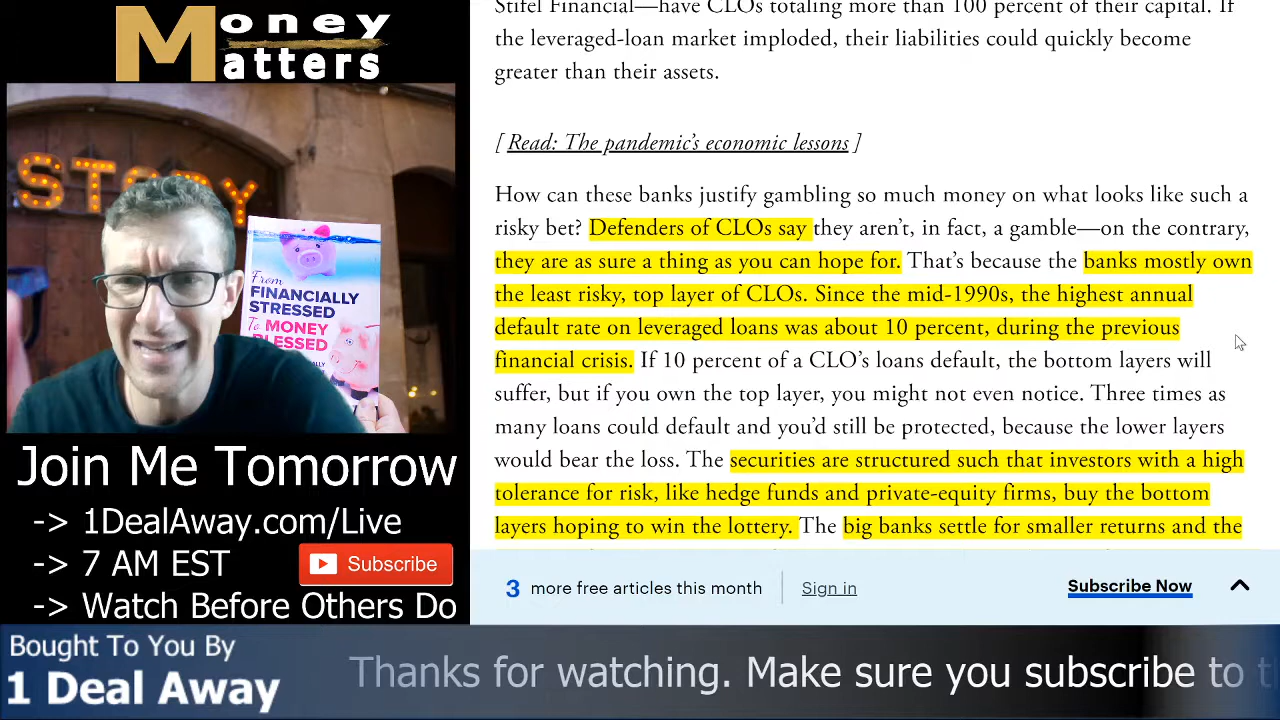 Money
Matters
STORY
From
FINANCIALLY
STRESSED
To MONEY
BLESSED
Join Me Tomorrow
-> 1DealAway.com/Live
-> 7 AM EST
Subscribe
-> Watch Before Others Do
Stifel Financial—have CLOs totaling more than 100 percent of their capital. If
the leveraged-loan market imploded, their liabilities could quickly become
greater than their assets.
[ Read: The pandemic's economic lessons ]
How can these banks justify gambling so much money on what looks like such a
risky bet? Defenders of CLOs say they aren't, in fact, a gamble—on the contrary,
they are as sure a thing as you can hope for. That's because the banks mostly own
the least risky, top layer of CLOs. Since the mid-1990s, the highest annual
default rate on leveraged loans was about 10 percent, during the previous
financial crisis. If 10 percent of a CLO's loans default, the bottom layers will
suffer, but if you own the top layer, you might not even notice. Three times as
many loans could default and you'd still be protected, because the lower layers
would bear the loss. The securities are structured such that investors with a high
tolerance for risk, like hedge funds and private-equity firms, buy the bottom
layers hoping to win the lottery. The big banks settle for smaller returns and the
3 more free articles this month
Sign in
Subscribe Now
Bought To You By
1 Deal Away
Thanks for watching. Make sure you subscribe to t